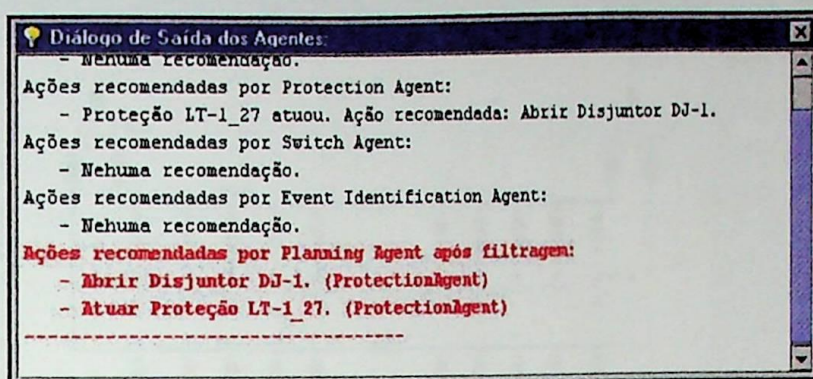 Diálogo de Saída dos Agentes:
- Nenhuma recomendação.
Ações recomendadas por Protection Agent:
- Proteção LT-1_27 atuou. Ação recomendada: Abrir Disjuntor DJ-1.
Ações recomendadas por Switch Agent:
- Nehuma recomendação.
Ações recomendadas por Event Identification Agent:
- Nehuma recomendação.
Ações recomendadas por Planning Agent após filtragem:
- Abrir Disjuntor DJ-1. (ProtectionAgent)
- Atuar Proteção LT-1_27. (ProtectionAgent)
------------------------------------